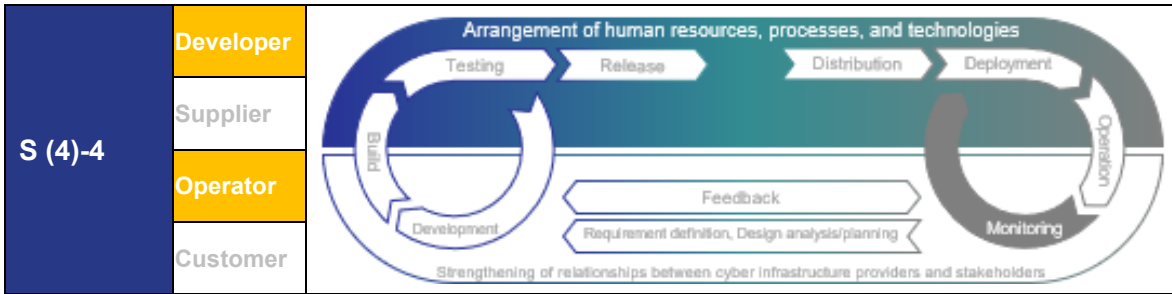 S (4)-4
Developer
Supplier
Operator
Customer
Arrangement of human resources, processes, and technologies
Testing
Release
Distribution
Deployment
Build
Operation
Feedback
Development
Requirement definition, Design analysis/planning
Monitoring
Strengthening of relationships between cyber infrastructure providers and stakeholders